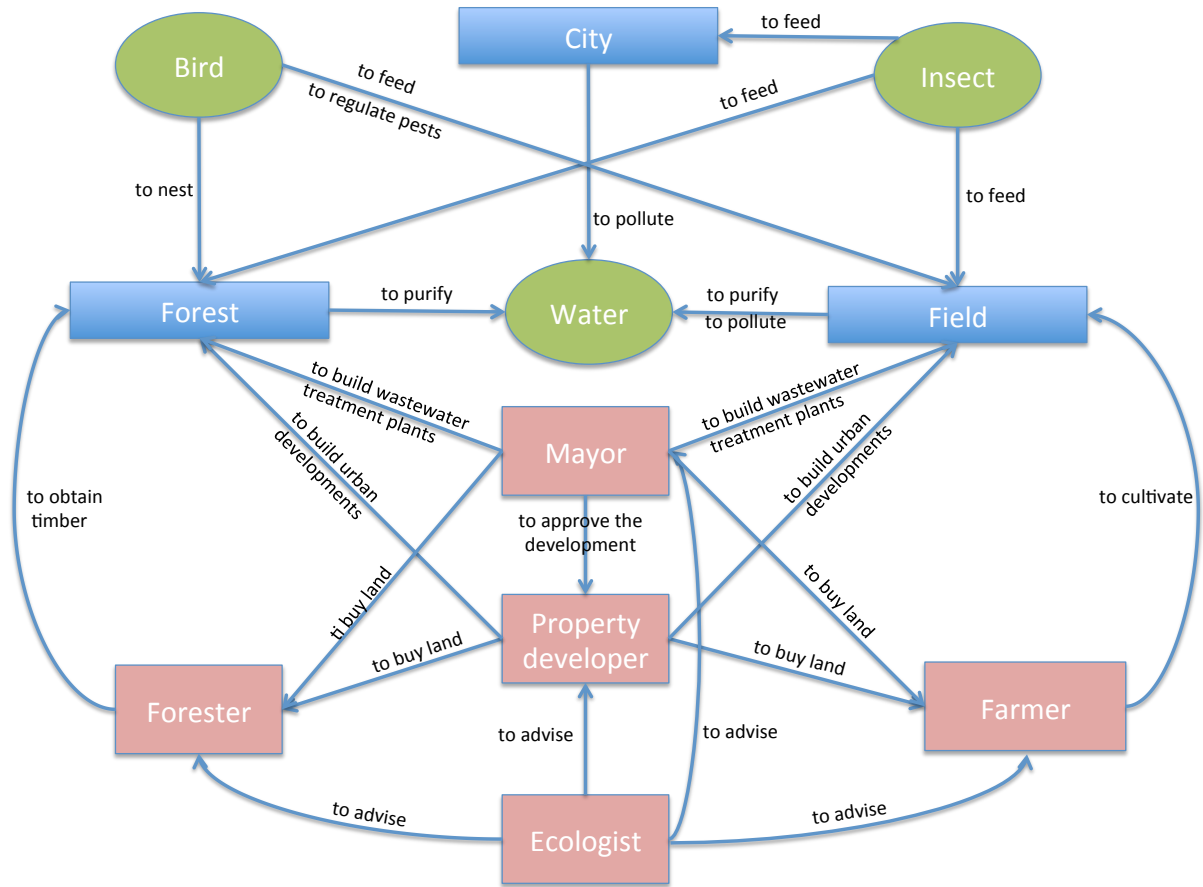 City
to feed
Bird
Insect
to feed
to regulate pests
to feed
to nest
to feed
to pollute
Forest
to purify
Water
to purify
to pollute
Field
to build wastewater
treatment plants
to build wastewater
treatment plants
Mayor
to build urban
developments
to build urban
developments
to obtain
timber
to cultivate
to approve the
development
ti buy land
to buy land
Property
developer
to buy land
to buy land
Forester
Farmer
to advise
to advise
to advise
to advise
Ecologist